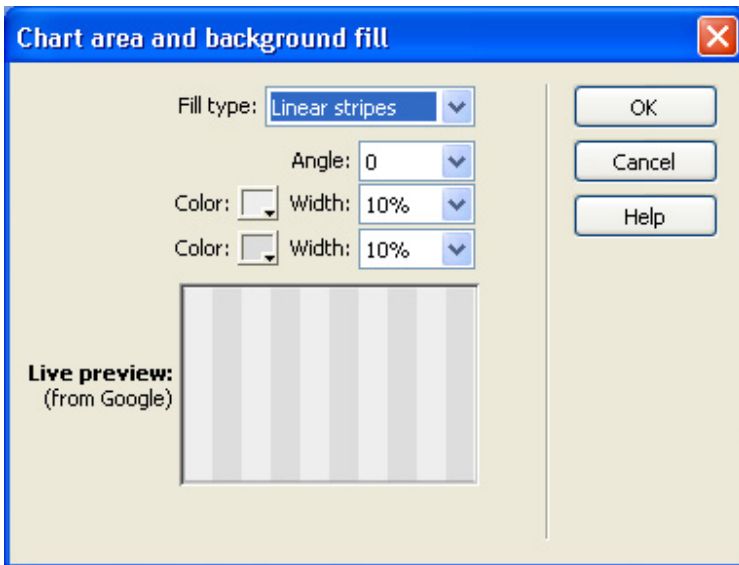 Chart area and background fill
Fill type: Linear stripes
OK
Angle: 0
Cancel
Color: Width: 10%
Help
Color: Width: 10%
Live preview:
(from Google)